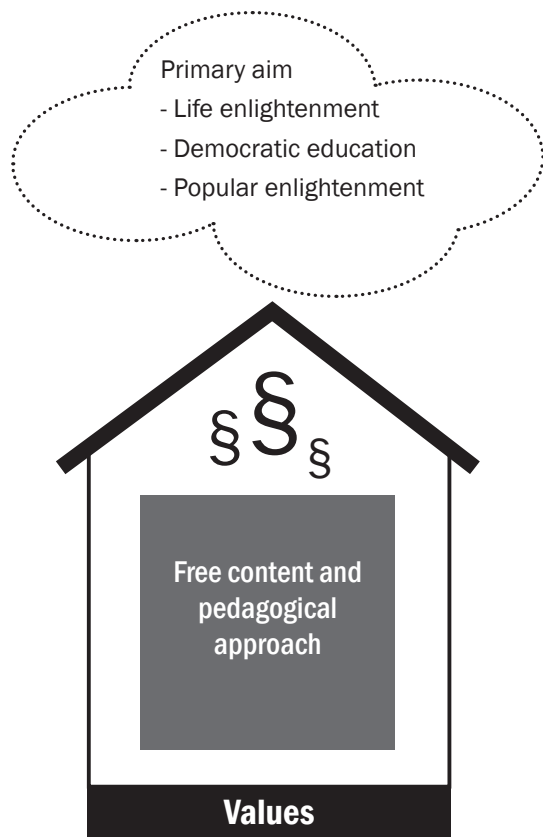 Primary aim
- Life enlightenment
- Democratic education
- Popular enlightenment
§ § §
Free content and
pedagogical
approach
Values